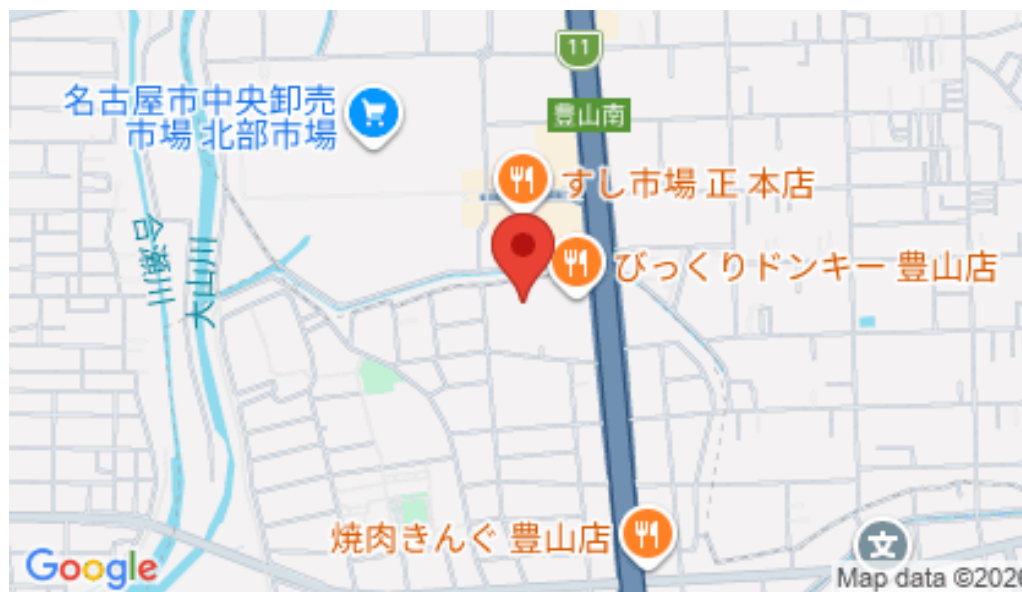 11
名古屋市中央卸売
市場 北部市場
豊山南
すし市場 正 本店
びっくりドンキー 豊山店
合瀬川
大山川
焼肉きんぐ 豊山店
文
Google
Map data ©2026